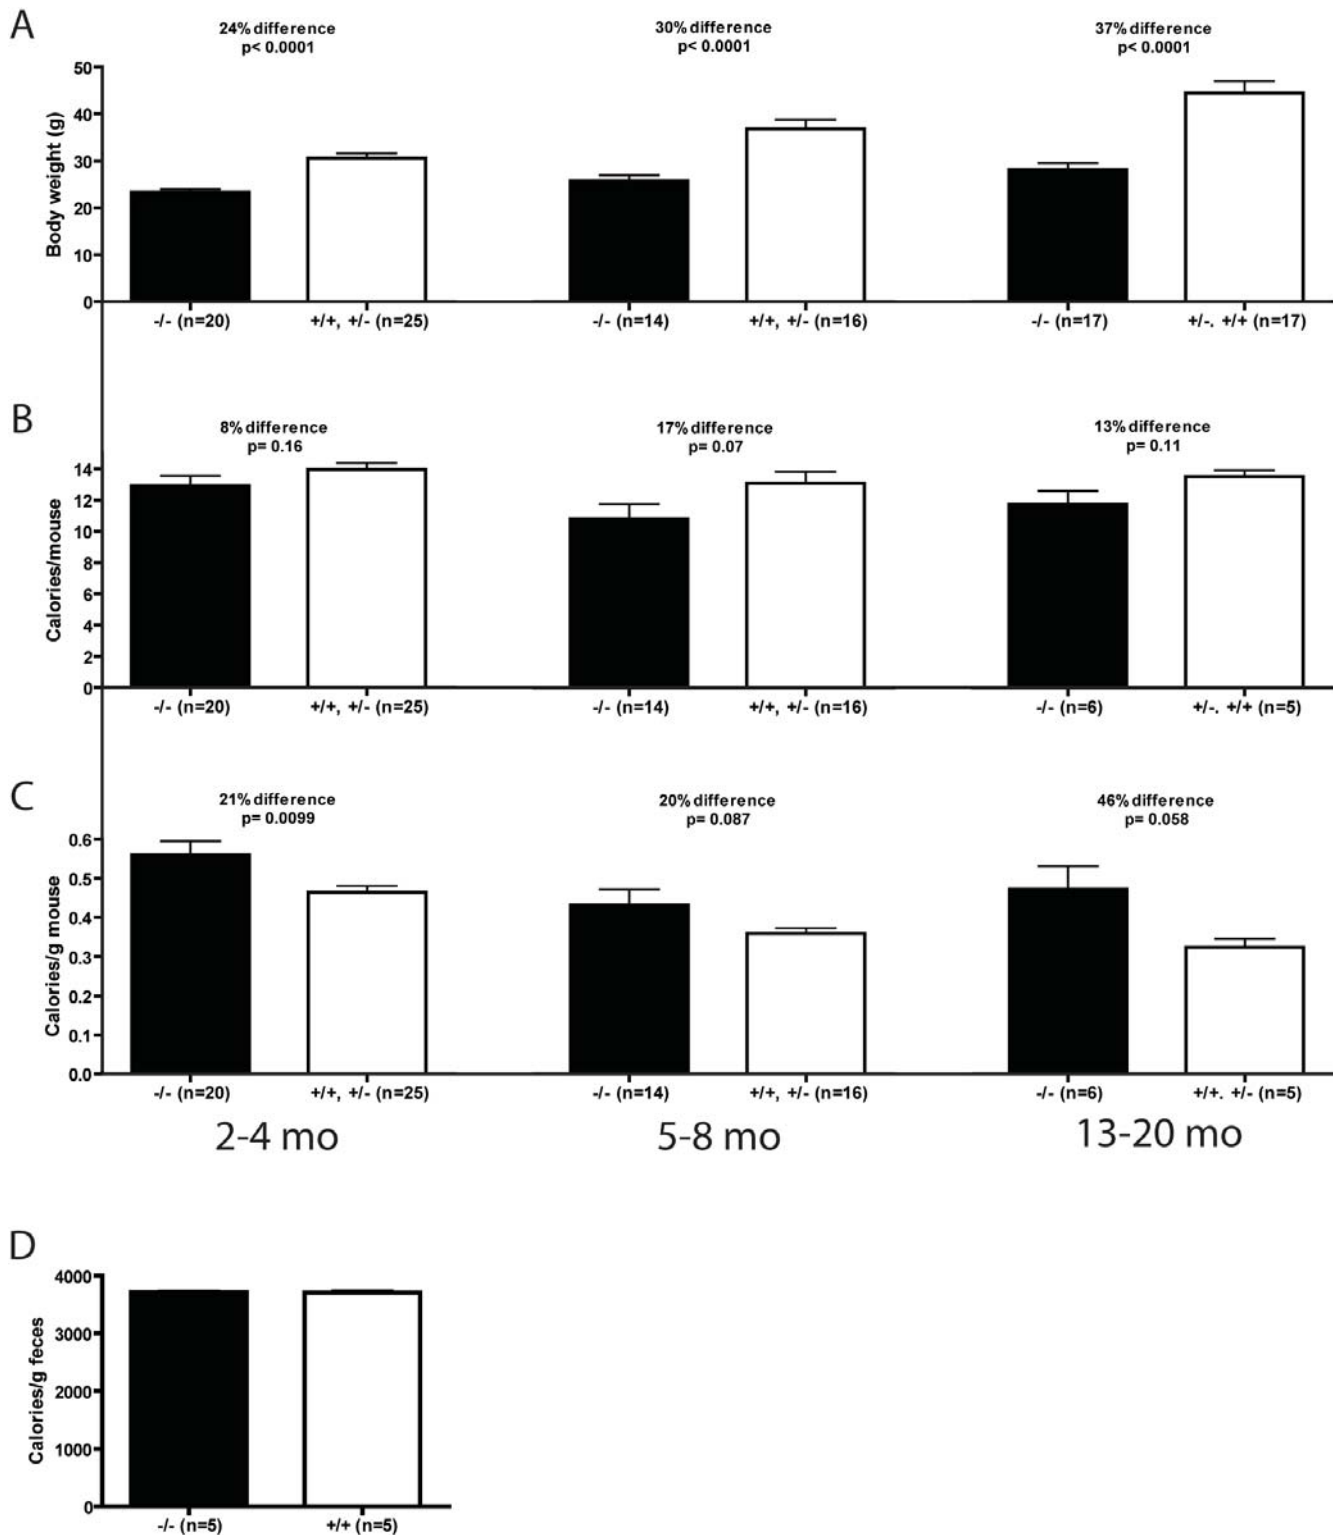 A
24% difference
p< 0.0001
30% difference
p< 0.0001
37% difference
p< 0.0001
Body weight (g)
50
40
30
20
10
0
-/- (n=20)
+/+, +/- (n=25)
-/- (n=14)
+/+, +/- (n=16)
-/- (n=17)
+/-. +/+ (n=17)
B
8% difference
p= 0.16
17% difference
p= 0.07
13% difference
p= 0.11
Calories/mouse
14
12
10
8
6
4
2
0
-/- (n=20)
+/+, +/- (n=25)
-/- (n=14)
+/+, +/- (n=16)
-/- (n=6)
+/-. +/+ (n=5)
C
21% difference
p= 0.0099
20% difference
p= 0.087
46% difference
p= 0.058
Calories/g mouse
0.6
0.5
0.4
0.3
0.2
0.1
0.0
-/- (n=20)
+/+, +/- (n=25)
-/- (n=14)
+/+, +/- (n=16)
-/- (n=6)
+/+. +/- (n=5)
2-4 mo
5-8 mo
13-20 mo
D
Calories/g feces
4000
3000
2000
1000
0
-/- (n=5)
+/+ (n=5)